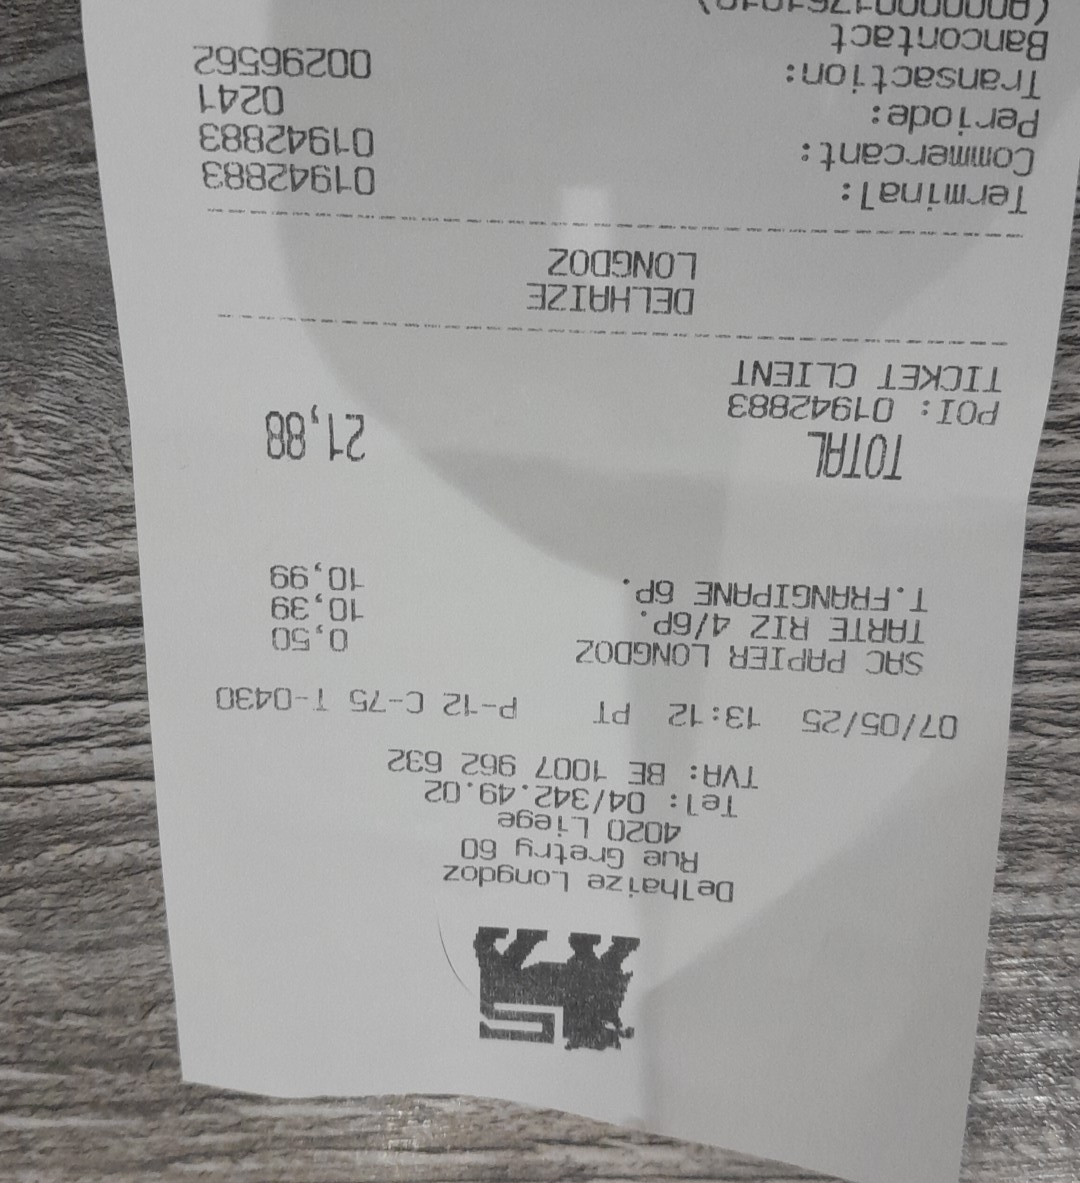 Delhaize Longdoz
Rue Gretry 60
4020 Liege
Tel: 04/342.49.02
TVA: BE 1007 962 632
07/05/25 13:12 PT P-12 C-75 T-0430
SAC PAPIER LONGDOZ 0,50
TARTE RIZ 4/6P. 10,39
T.FRANGIPANE 6P. 10,99
TOTAL 21,88
POI: 01942883
TICKET CLIENT
DELHAIZE
LONGDOZ
Terminal: 01942883
Commercant: 01942883
Periode: 0241
Transaction: 00296562
Bancontact